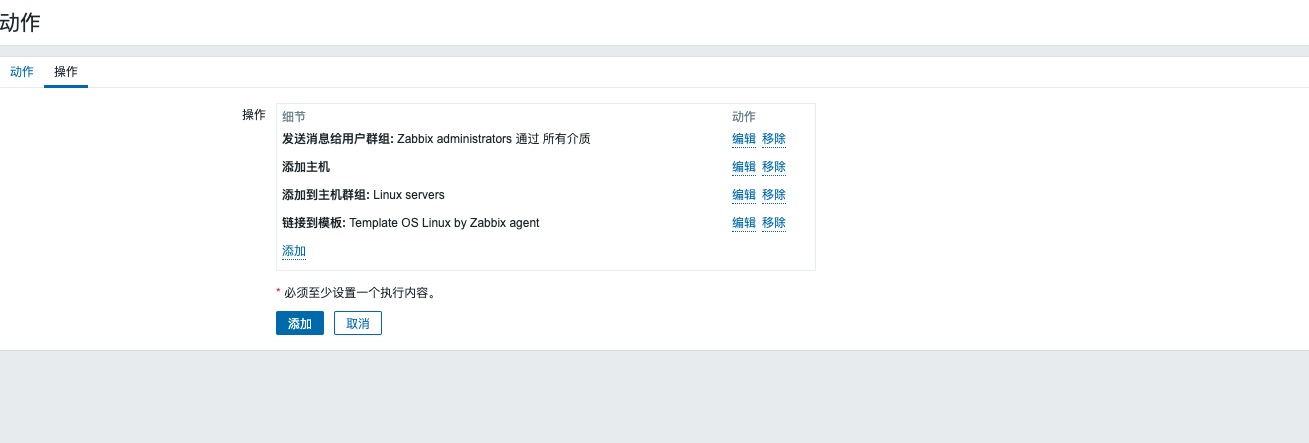 动作
动作 操作
操作 细节 动作
发送消息给用户群组: Zabbix administrators 通过 所有介质 编辑 移除
添加主机 编辑 移除
添加到主机群组: Linux servers 编辑 移除
链接到模板: Template OS Linux by Zabbix agent 编辑 移除
添加
* 必须至少设置一个执行内容。
添加 取消